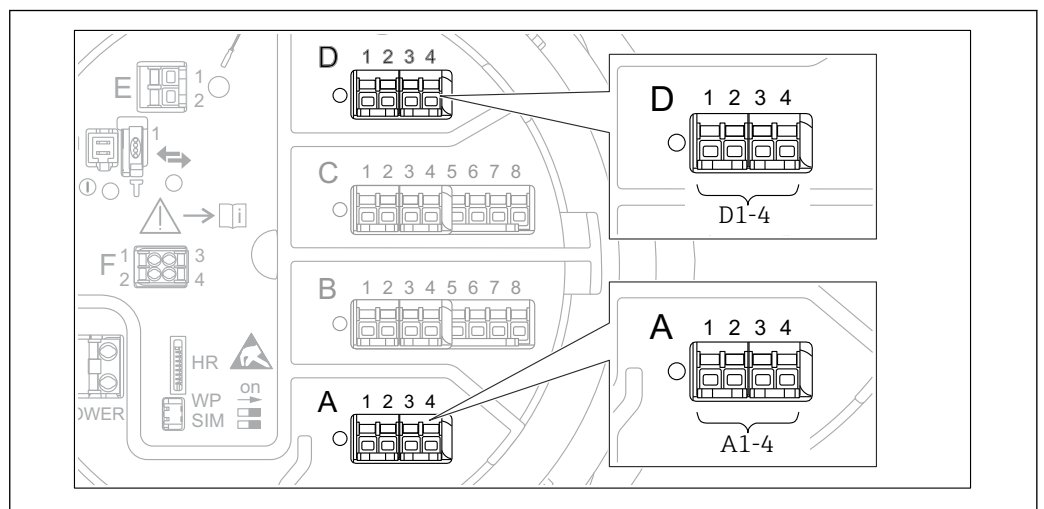 D 1 2 3 4
E 1
2
D 1 2 3 4
D1-4
1
C 1 2 3 4 5 6 7 8
i
F 1 3
2 4
B 1 2 3 4 5 6 7 8
A 1 2 3 4
A1-4
HR
WP on
SIM
OWER
A 1 2 3 4